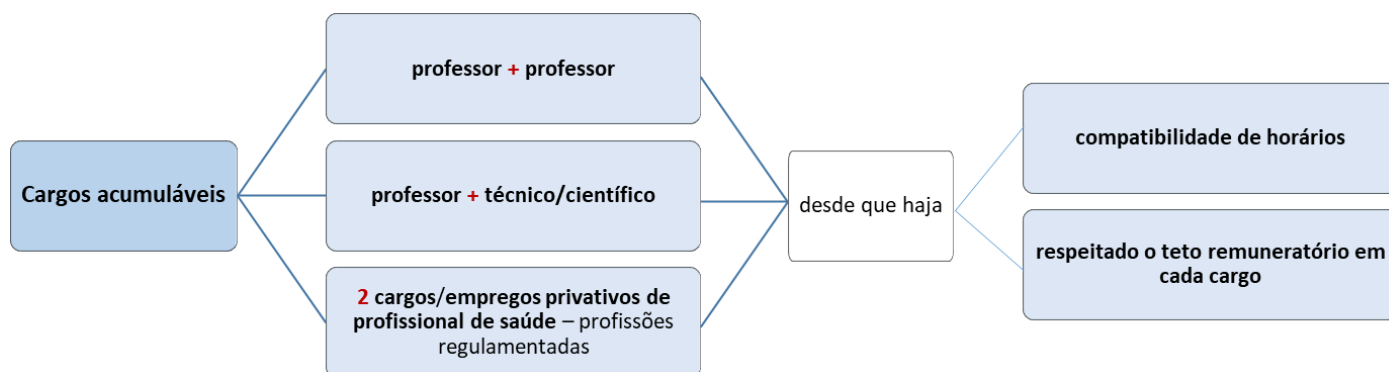 Cargos acumuláveis
professor + professor
professor + técnico/científico
2 cargos/empregos privativos de
profissional de saúde – profissões
regulamentadas
desde que haja
compatibilidade de horários
respeitado o teto remuneratório em
cada cargo